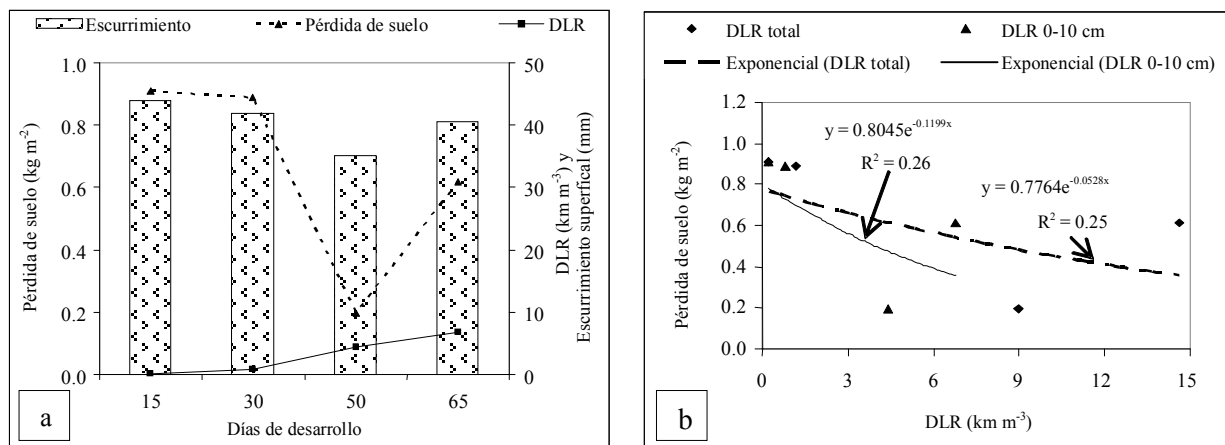 Escurrimiento
Pérdida de suelo
DLR
Pérdida de suelo (kg m-2)
1.0
0.8
0.6
0.4
0.2
0.0
50
40
30
20
10
0
DLR (km m-3) y
Escurrimiento superfical (mm)
15
30
50
65
Días de desarrollo
a
DLR total
DLR 0-10 cm
Exponencial (DLR total)
Exponencial (DLR 0-10 cm)
Pérdida de suelo (kg m-2)
1.2
1.0
0.8
0.6
0.4
0.2
0.0
y = 0.8045e-0.1199x
R2 = 0.26
y = 0.7764e-0.0528x
R2 = 0.25
0
3
6
9
12
15
DLR (km m-3)
b